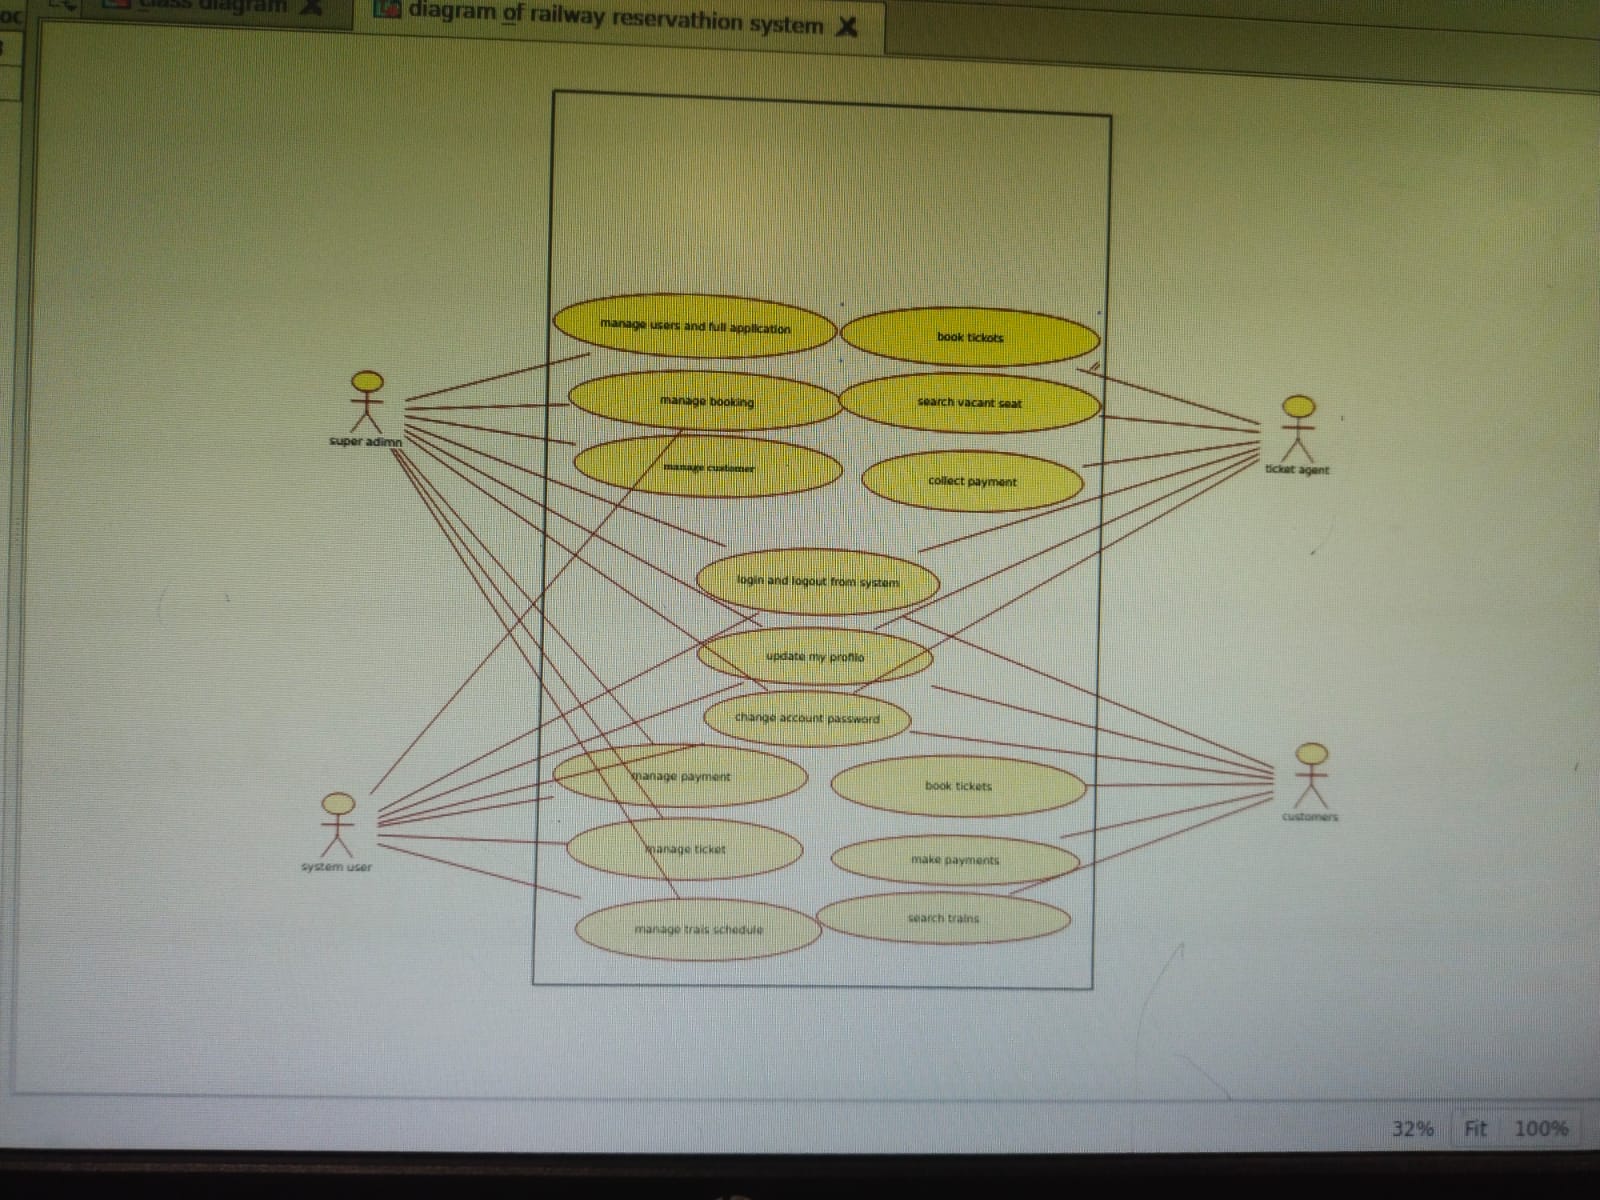 class diagram
diagram of railway reservathion system
manage users and full application
book tickots
manage booking
search vacant seat
super adimn
manage customer
ticket agent
collect payment
login and logout from system
update my profilo
change account password
manage payment
book tickets
customers
manage ticket
make payments
system user
manage trais schedule
search trains
32% Fit 100%